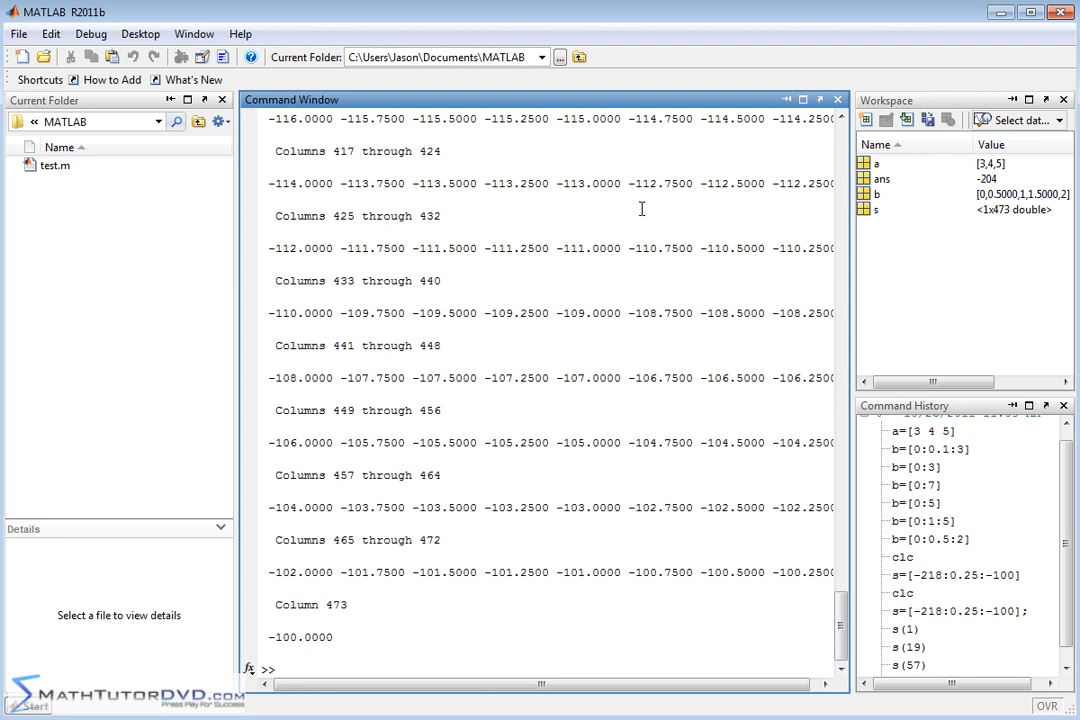 MATLAB R2011b
File Edit Debug Desktop Window Help
Current Folder: C:\Users\Jason\Documents\MATLAB ...
Shortcuts How to Add What's New
Current Folder
« MATLAB
Name
test.m
Details
Select a file to view details
Command Window
-116.0000 -115.7500 -115.5000 -115.2500 -115.0000 -114.7500 -114.5000 -114.2500
Columns 417 through 424
-114.0000 -113.7500 -113.5000 -113.2500 -113.0000 -112.7500 -112.5000 -112.2500
Columns 425 through 432
-112.0000 -111.7500 -111.5000 -111.2500 -111.0000 -110.7500 -110.5000 -110.2500
Columns 433 through 440
-110.0000 -109.7500 -109.5000 -109.2500 -109.0000 -108.7500 -108.5000 -108.2500
Columns 441 through 448
-108.0000 -107.7500 -107.5000 -107.2500 -107.0000 -106.7500 -106.5000 -106.2500
Columns 449 through 456
-106.0000 -105.7500 -105.5000 -105.2500 -105.0000 -104.7500 -104.5000 -104.2500
Columns 457 through 464
-104.0000 -103.7500 -103.5000 -103.2500 -103.0000 -102.7500 -102.5000 -102.2500
Columns 465 through 472
-102.0000 -101.7500 -101.5000 -101.2500 -101.0000 -100.7500 -100.5000 -100.2500
Column 473
-100.0000
fx >>
Workspace
Select dat...
Name Value
a [3,4,5]
ans -204
b [0,0.5000,1,1.5000,2]
s <1x473 double>
Command History
a=[3 4 5]
b=[0:0.1:3]
b=[0:3]
b=[0:7]
b=[0:5]
b=[0:1:5]
b=[0:0.5:2]
clc
s=[-218:0.25:-100]
clc
s=[-218:0.25:-100];
s(1)
s(19)
s(57)
MATHTUTORDVD.COM
Press Play For Success
Start
OVR